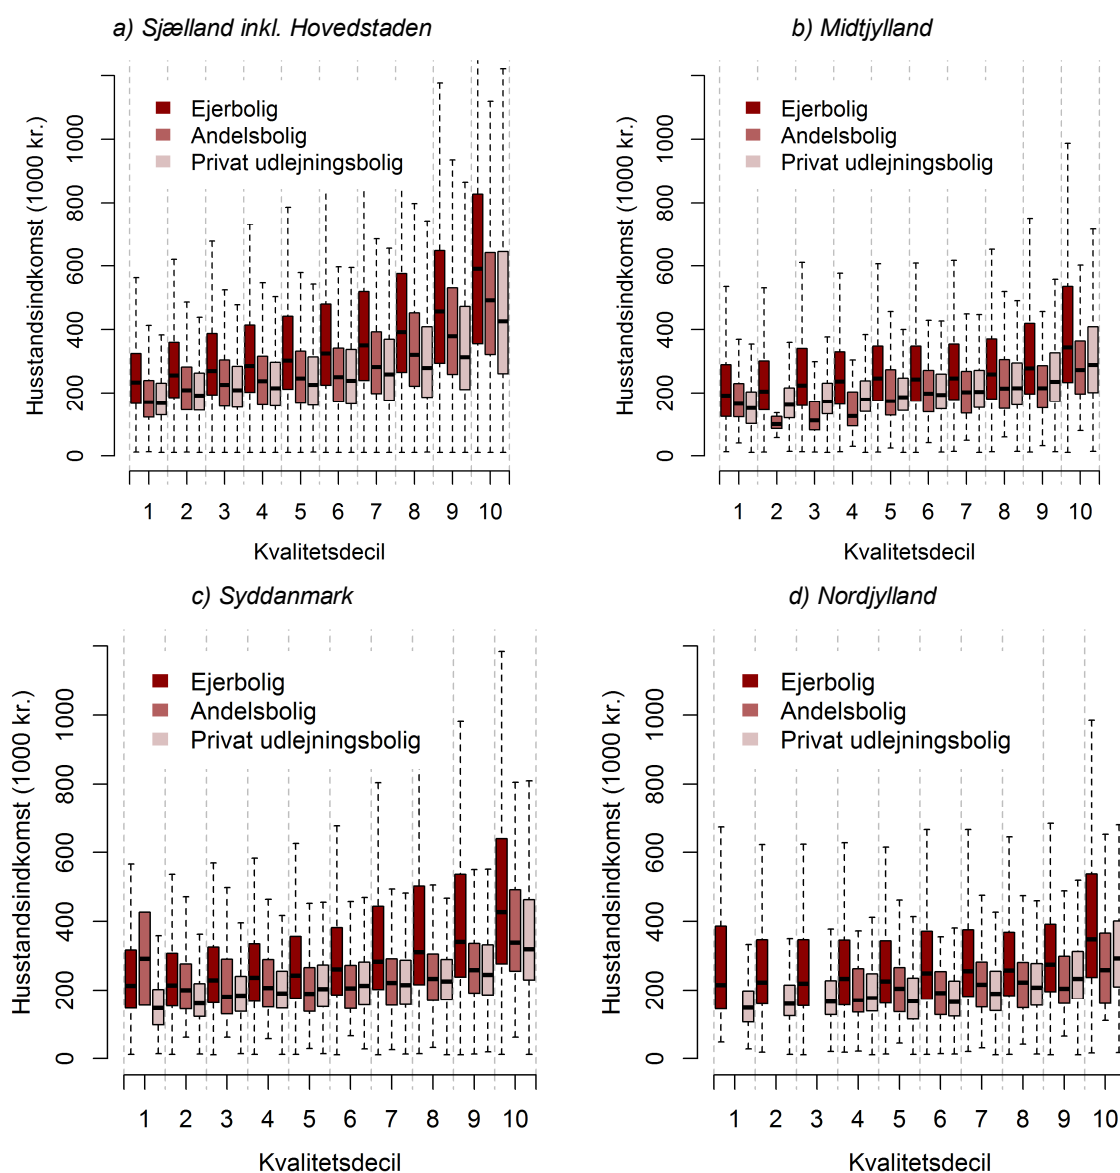 a) Sjælland inkl. Hovedstaden
Husstandsindkomst (1000 kr.)
0 200 400 600 800 1000
Ejerbolig
Andelsbolig
Privat udlejningsbolig
1 2 3 4 5 6 7 8 9 10
Kvalitetsdecil
b) Midtjylland
Husstandsindkomst (1000 kr.)
0 200 400 600 800 1000
Ejerbolig
Andelsbolig
Privat udlejningsbolig
1 2 3 4 5 6 7 8 9 10
Kvalitetsdecil
c) Syddanmark
Husstandsindkomst (1000 kr.)
0 200 400 600 800 1000
Ejerbolig
Andelsbolig
Privat udlejningsbolig
1 2 3 4 5 6 7 8 9 10
Kvalitetsdecil
d) Nordjylland
Husstandsindkomst (1000 kr.)
0 200 400 600 800 1000
Ejerbolig
Andelsbolig
Privat udlejningsbolig
1 2 3 4 5 6 7 8 9 10
Kvalitetsdecil